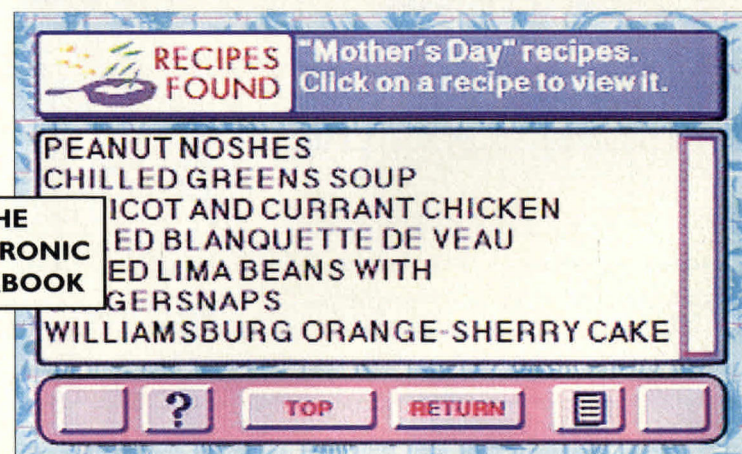 RECIPES
FOUND
"Mother's Day" recipes.
Click on a recipe to view it.
PEANUT NOSHES
CHILLED GREENS SOUP
ICOT AND CURRANT CHICKEN
LED BLANQUETTE DE VEAU
ED LIMA BEANS WITH
GERSNAPS
WILLIAMSBURG ORANGE-SHERRY CAKE
HE
RONIC
BOOK
?
TOP
RETURN